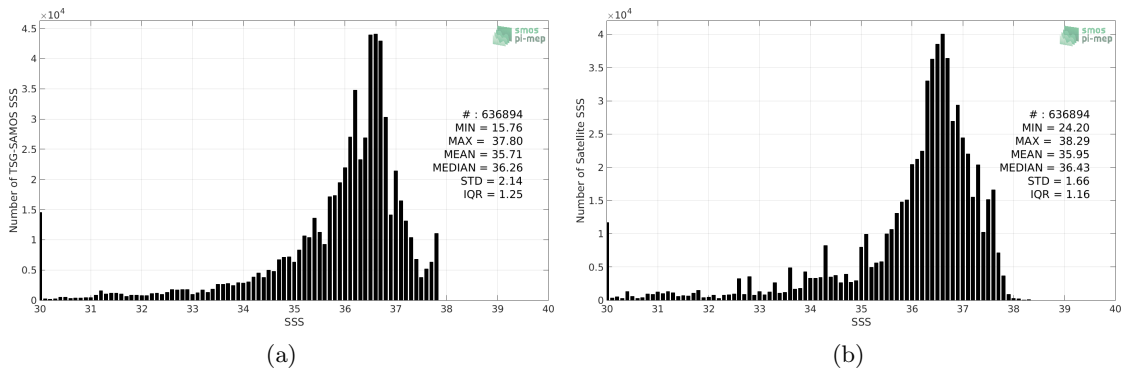 ×10⁴
4.5
4
3.5
3
2.5
2
1.5
1
0.5
0
Number of TSG-SAMOS SSS
30 31 32 33 34 35 36 37 38 39 40
SSS
smos
pi-mep
# : 636894
MIN = 15.76
MAX = 37.80
MEAN = 35.71
MEDIAN = 36.26
STD = 2.14
IQR = 1.25
(a)
×10⁴
4
3.5
3
2.5
2
1.5
1
0.5
0
Number of Satellite SSS
30 31 32 33 34 35 36 37 38 39 40
SSS
smos
pi-mep
# : 636894
MIN = 24.20
MAX = 38.29
MEAN = 35.95
MEDIAN = 36.43
STD = 1.66
IQR = 1.16
(b)